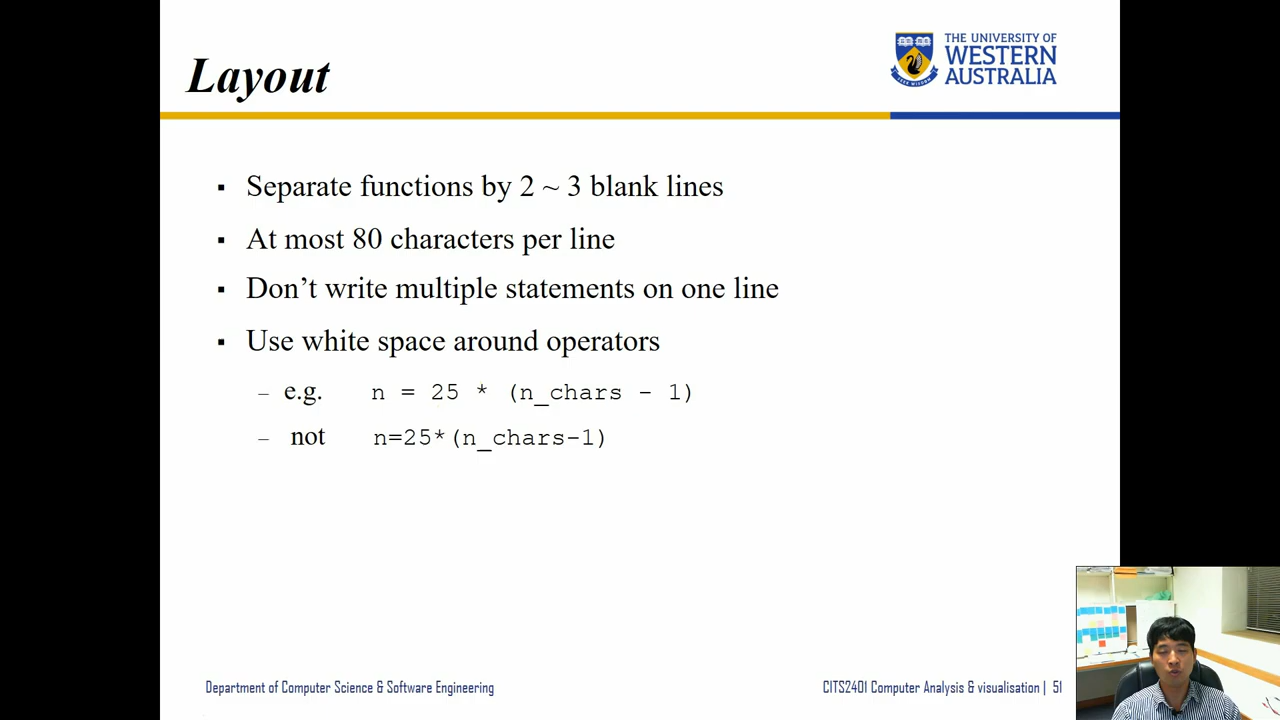 THE UNIVERSITY OF
WESTERN
AUSTRALIA
Layout
▪ Separate functions by 2 ~ 3 blank lines
▪ At most 80 characters per line
▪ Don’t write multiple statements on one line
▪ Use white space around operators
– e.g. n = 25 * (n_chars - 1)
– not n=25*(n_chars-1)
Department of Computer Science & Software Engineering
CITS2401 Computer Analysis & visualisation | 51